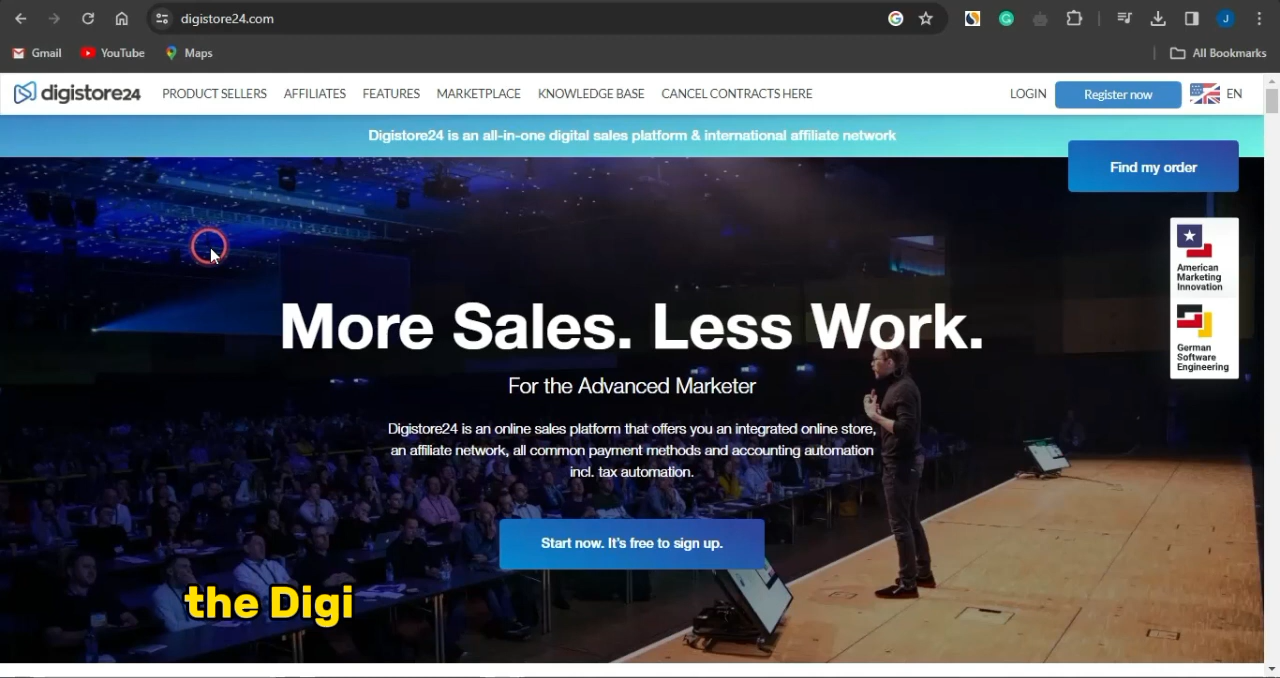 digistore24.com
J
Gmail
YouTube
Maps
All Bookmarks
digistore24
PRODUCT SELLERS
AFFILIATES
FEATURES
MARKETPLACE
KNOWLEDGE BASE
CANCEL CONTRACTS HERE
LOGIN
Register now
EN
Digistore24 is an all-in-one digital sales platform & international affiliate network
Find my order
American
Marketing
Innovation
German
Software
Engineering
More Sales. Less Work.
For the Advanced Marketer
Digistore24 is an online sales platform that offers you an integrated online store,
an affiliate network, all common payment methods and accounting automation
incl. tax automation.
Start now. It's free to sign up.
the Digi